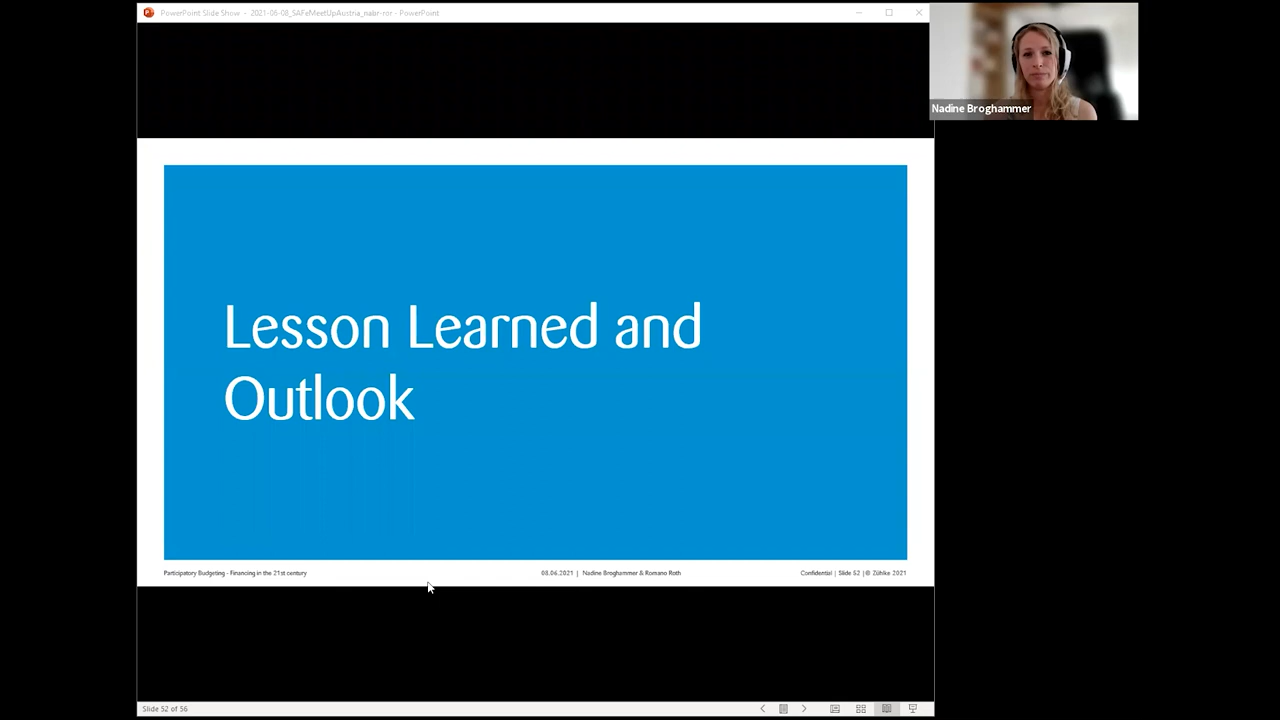 PowerPoint Slide Show - 2021-06-08_SAFeMeetUpAustria_nabr-ror - PowerPoint
Nadine Broghammer
Lesson Learned and
Outlook
Participatory Budgeting - Financing in the 21st century
08.06.2021 | Nadine Broghammer & Romano Roth
Confidential | Slide 52 | © Zühlke 2021
Slide 52 of 56